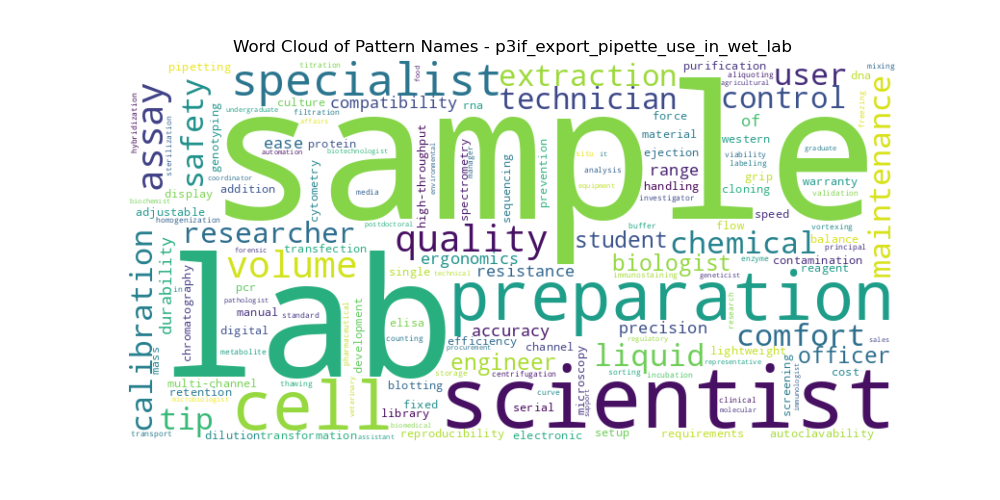 Word Cloud of Pattern Names - p3if_export_pipette_use_in_wet_lab
sample
lab
scientist
preparation
cell
specialist
extraction
technician
user
control
assay
safety
maintenance
researcher
quality
volume
student
chemical
biologist
calibration
tip
liquid
engineer
comfort
officer
pipetting
titration
culture
compatibility
rna
purification
aliquoting
agricultural
dna
mixing
food
hybridization
sterilization
undergraduate
filtration
affairs
genotyping
ease
protein
automation
biotechnologist
force
material
of
western
viability
labeling
freezing
graduate
validation
coordinator
addition
display
biochemist
adjustable
homogenization
cytometry
media
high-throughput
environmental
spectrometry
manager
sequencing
prevention
situ
it
analysis
equipment
ejection
range
handling
investigator
grip
cloning
warranty
speed
postdoctoral
buffer
flow
vortexing
balance
principal
contamination
enzyme
reagent
forensic
transfection
ergonomics
single
technical
resistance
immunostaining
geneticist
durability
in
chromatography
pcr
pathologist
manual
standard
digital
metabolite
mass
pharmaceutical
development
elisa
counting
accuracy
efficiency
procurement
channel
precision
regulatory
research
lightweight
representative
sales
cost
multi-channel
retention
microbiologist
thawing
veterinary
blotting
storage
centrifugation
curve
microscopy
support
sorting
incubation
screening
immunologist
clinical
molecular
library
fixed
serial
biomedical
transport
dilution
transformation
assistant
reproducibility
electronic
setup
requirements
autoclavability